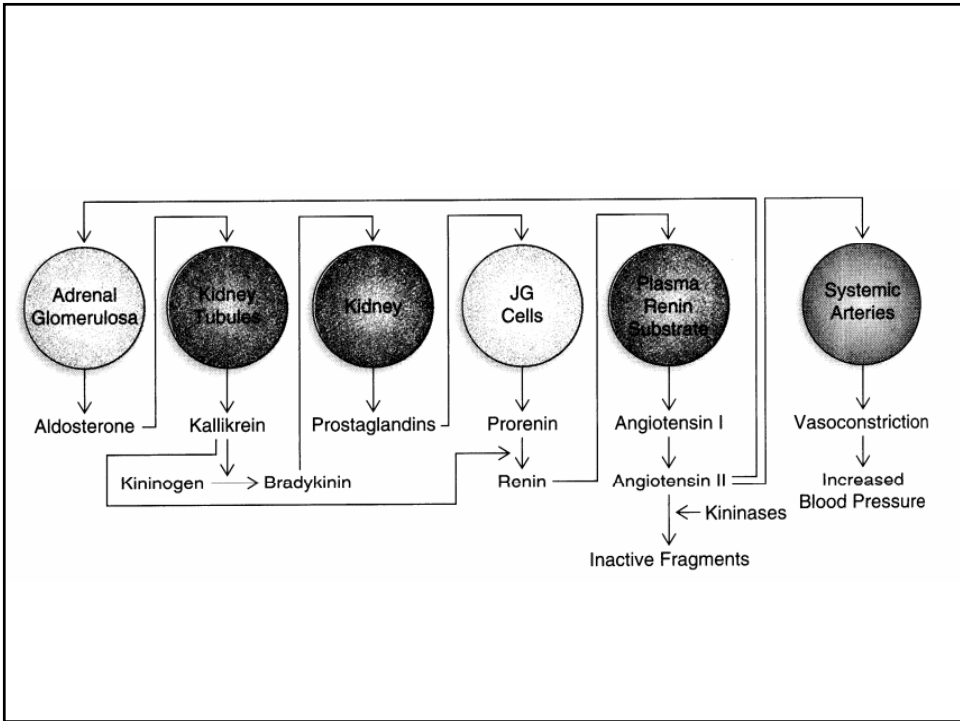 Adrenal
Glomerulosa
Kidney
Tubules
Kidney
JG
Cells
Plasma
Renin
Substrate
Systemic
Arteries
Aldosterone
Kallikrein
Prostaglandins
Prorenin
Angiotensin I
Vasoconstriction
Kininogen
Bradykinin
Renin
Angiotensin II
Increased
Blood Pressure
Kininases
Inactive Fragments